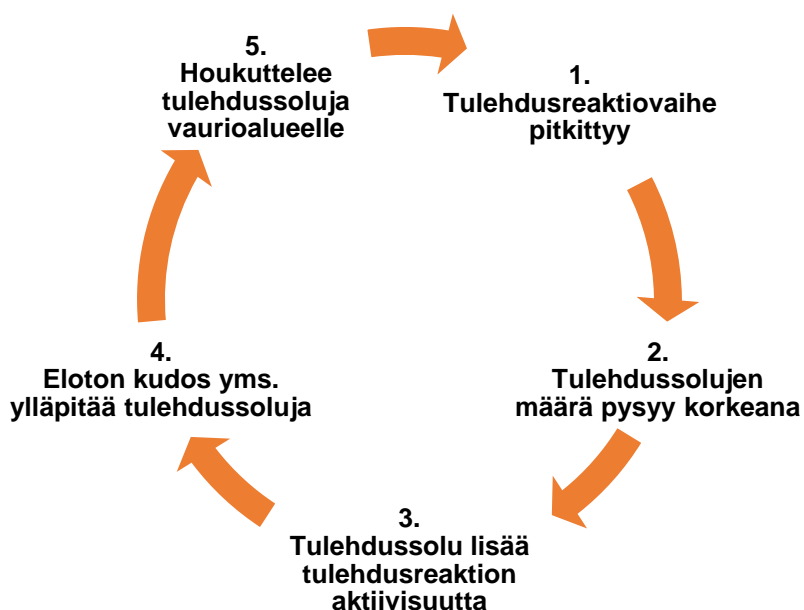 1.
Tulehdusreaktiovaihe
pitkittyy
2.
Tulehdussolujen
määrä pysyy korkeana
3.
Tulehdussolu lisää
tulehdusreaktion
aktiivisuutta
4.
Eloton kudos yms.
ylläpitää tulehdussoluja
5.
Houkuttelee
tulehdussoluja
vaurioalueelle